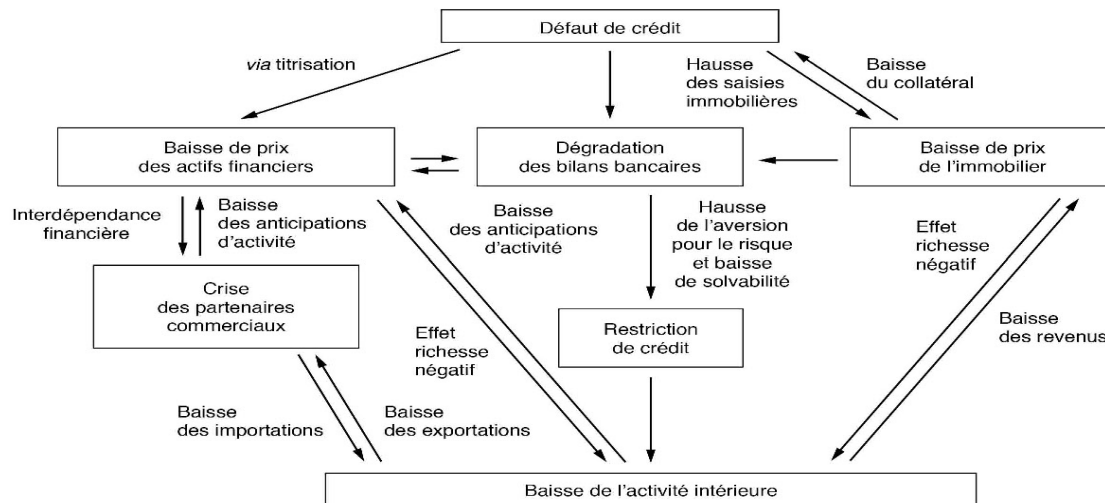 Défaut de crédit
via titrisation
Hausse
des saisies
immobilières
Baisse
du collatéral
Baisse de prix
des actifs financiers
Dégradation
des bilans bancaires
Baisse de prix
de l'immobilier
Interdépendance
financière
Baisse
des anticipations
d'activité
Baisse
des anticipations
d'activité
Hausse
de l'aversion
pour le risque
et baisse
de solvabilité
Effet
richesse
négatif
Crise
des partenaires
commerciaux
Effet
richesse
négatif
Restriction
de crédit
Baisse
des revenus
Baisse
des importations
Baisse
des exportations
Baisse de l'activité intérieure